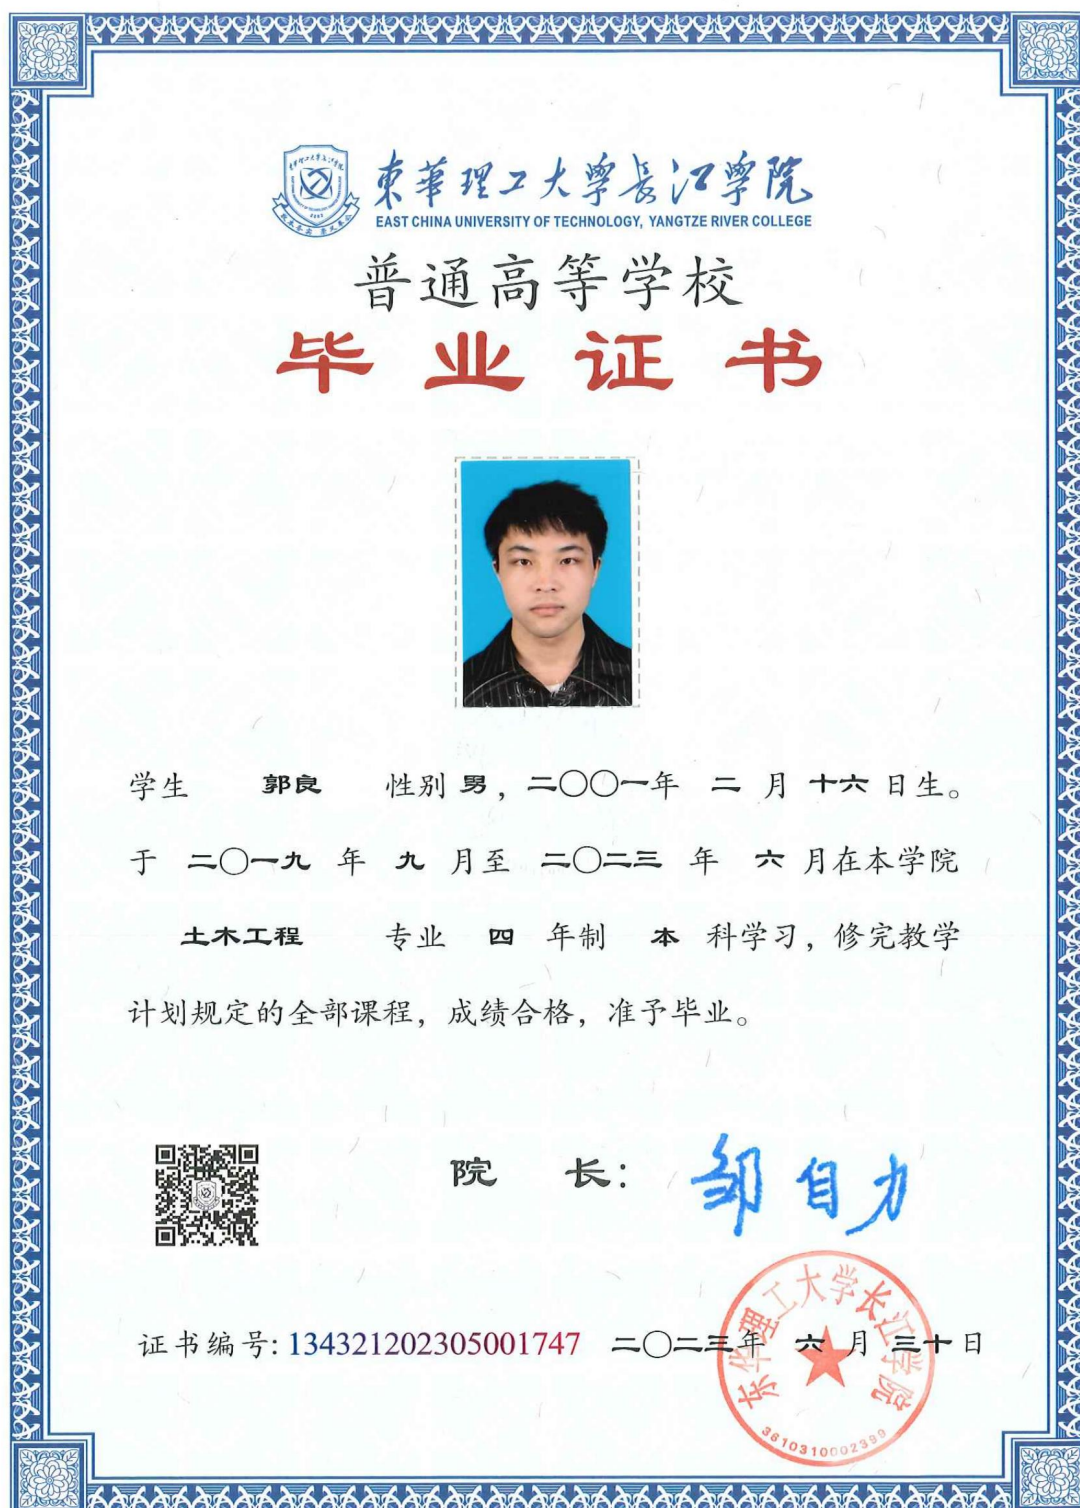 東華理工大學長江學院
EAST CHINA UNIVERSITY OF TECHNOLOGY, YANGTZE RIVER COLLEGE
普通高等学校
毕业证书
学生 郭良 性别 男，二〇〇一年 二 月 十六 日生。
于 二〇一九 年 九 月至 二〇二三 年 六 月在本学院
土木工程 专业 四 年制 本 科学习，修完教学
计划规定的全部课程，成绩合格，准予毕业。
院 长：邹自力
证书编号: 134321202305001747 二〇二三年 六 月 三十日
东华理工大学长江学院
3610310002399